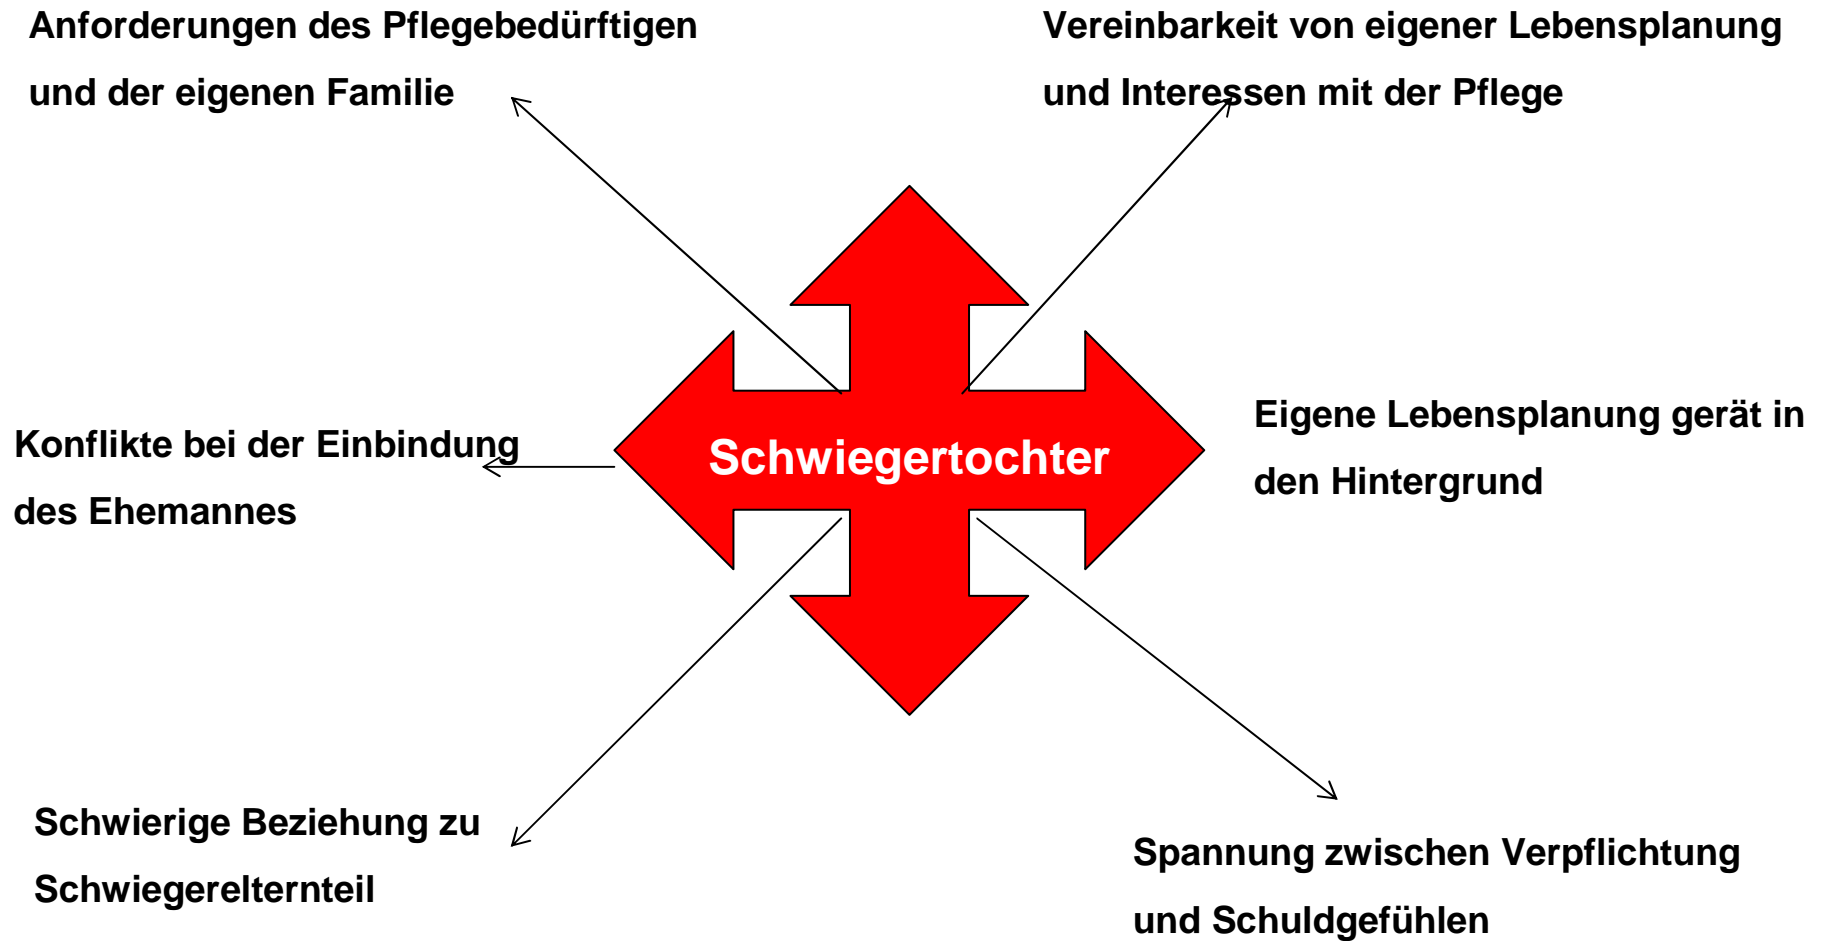 Anforderungen des Pflegebedürftigen
und der eigenen Familie
Vereinbarkeit von eigener Lebensplanung
und Interessen mit der Pflege
Konflikte bei der Einbindung
des Ehemannes
Schwiegertochter
Eigene Lebensplanung gerät in
den Hintergrund
Schwierige Beziehung zu
Schwiegerelternteil
Spannung zwischen Verpflichtung
und Schuldgefühlen